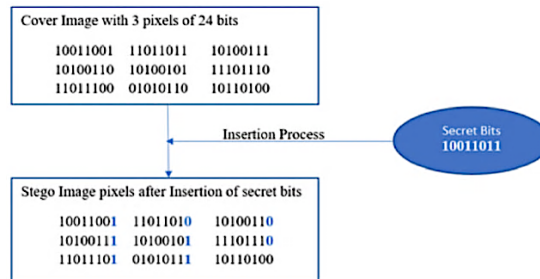 Cover Image with 3 pixels of 24 bits
10011001 11011011 10100111
10100110 10100101 11101110
11011100 01010110 10110100
Insertion Process
Secret Bits
10011011
Stego Image pixels after Insertion of secret bits
10011001 11011010 10100110
10100111 10100101 11101110
11011101 01010111 10110100